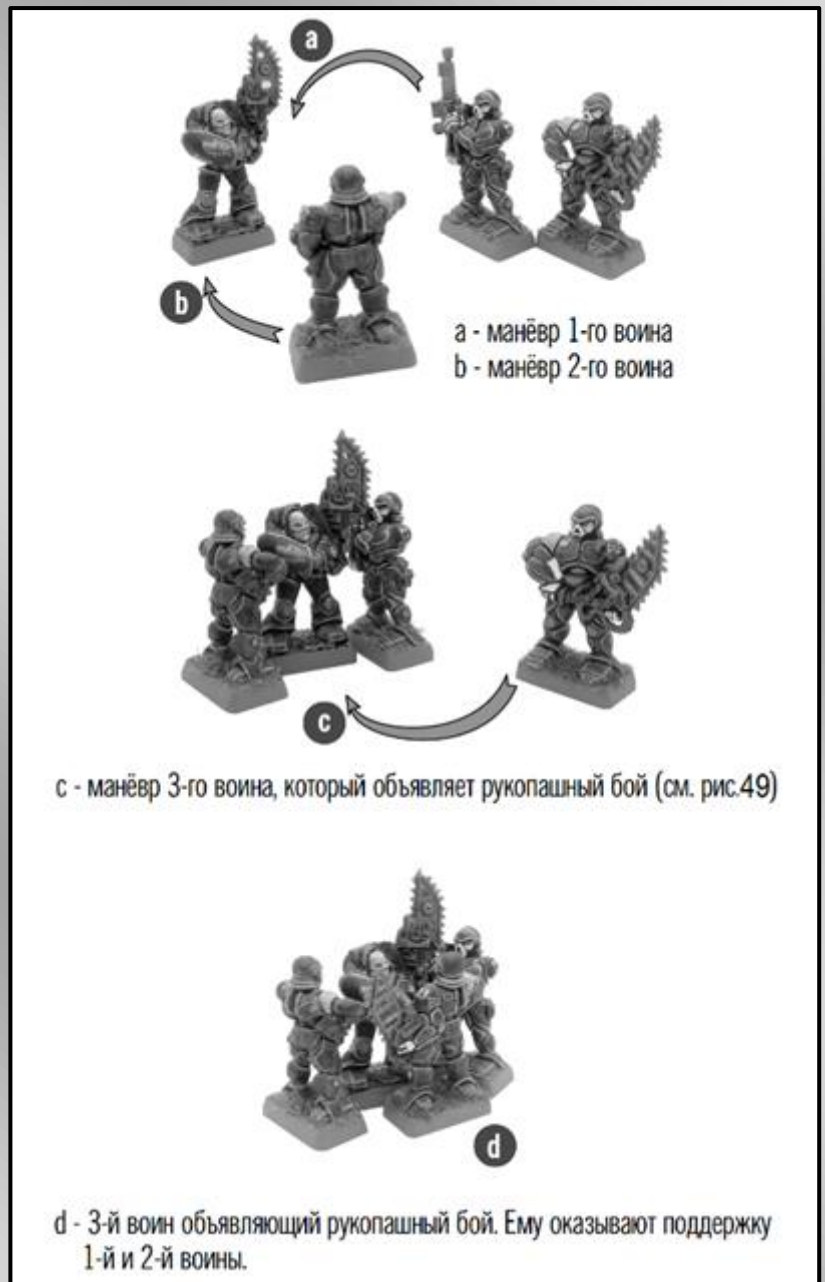 a
b
a - манёвр 1-го воина
b - манёвр 2-го воина
c
c - манёвр 3-го воина, который объявляет рукопашный бой (см. рис.49)
d
d - 3-й воин объявляющий рукопашный бой. Ему оказывают поддержку
1-й и 2-й воины.